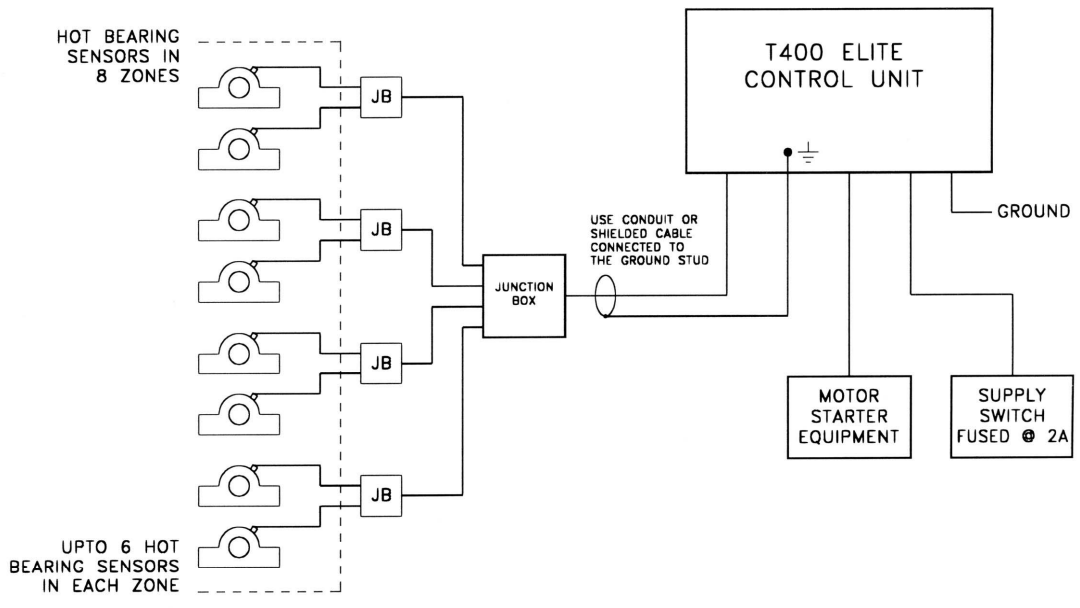 HOT BEARING
SENSORS IN
8 ZONES
JB
JB
JB
JB
UPTO 6 HOT
BEARING SENSORS
IN EACH ZONE
JUNCTION
BOX
USE CONDUIT OR
SHIELDED CABLE
CONNECTED TO
THE GROUND STUD
T400 ELITE
CONTROL UNIT
GROUND
MOTOR
STARTER
EQUIPMENT
SUPPLY
SWITCH
FUSED @ 2A